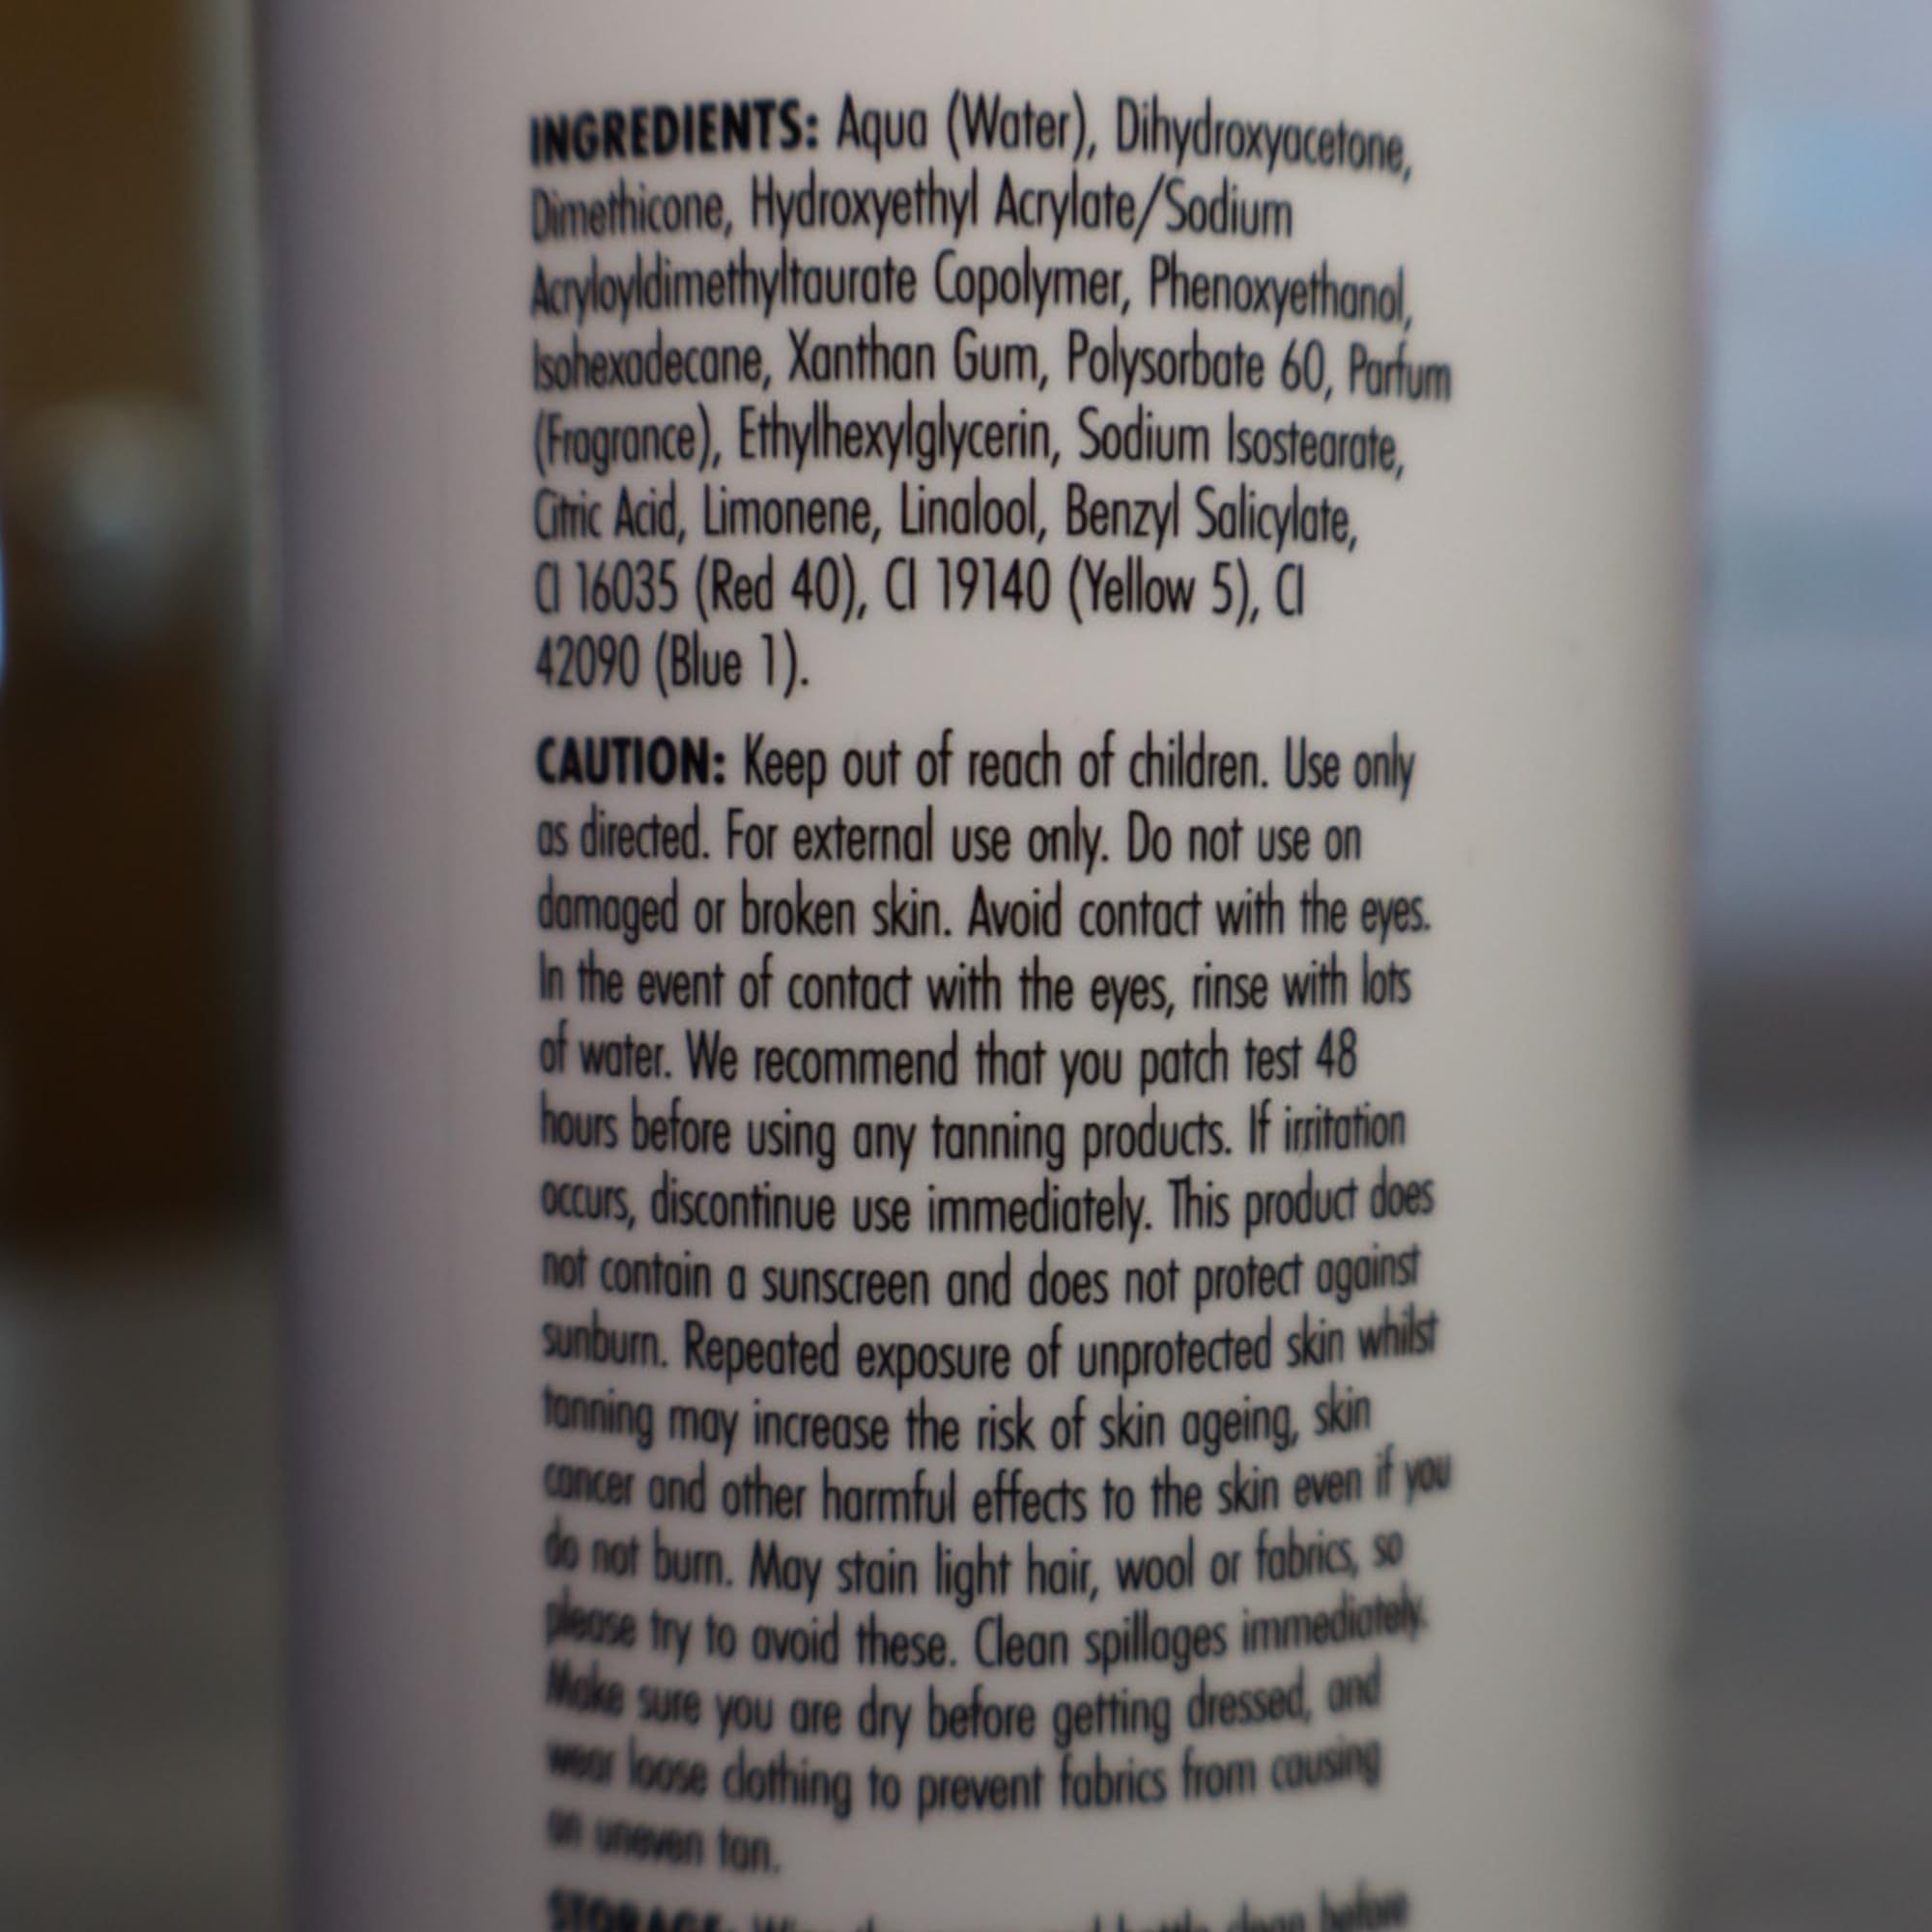 INGREDIENTS: Aqua (Water), Dihydroxyacetone,
Dimethicone, Hydroxyethyl Acrylate/Sodium
Acryloyldimethyltaurate Copolymer, Phenoxyethanol,
Isohexadecane, Xanthan Gum, Polysorbate 60, Parfum
(Fragrance), Ethylhexylglycerin, Sodium Isostearate,
Citric Acid, Limonene, Linalool, Benzyl Salicylate,
CI 16035 (Red 40), CI 19140 (Yellow 5), CI
42090 (Blue 1).
CAUTION: Keep out of reach of children. Use only
as directed. For external use only. Do not use on
damaged or broken skin. Avoid contact with the eyes.
In the event of contact with the eyes, rinse with lots
of water. We recommend that you patch test 48
hours before using any tanning products. If irritation
occurs, discontinue use immediately. This product does
not contain a sunscreen and does not protect against
sunburn. Repeated exposure of unprotected skin whilst
tanning may increase the risk of skin ageing, skin
cancer and other harmful effects to the skin even if you
do not burn. May stain light hair, wool or fabrics, so
please try to avoid these. Clean spillages immediately.
Make sure you are dry before getting dressed, and
wear loose clothing to prevent fabrics from causing
an uneven tan.
STORAGE: clean before